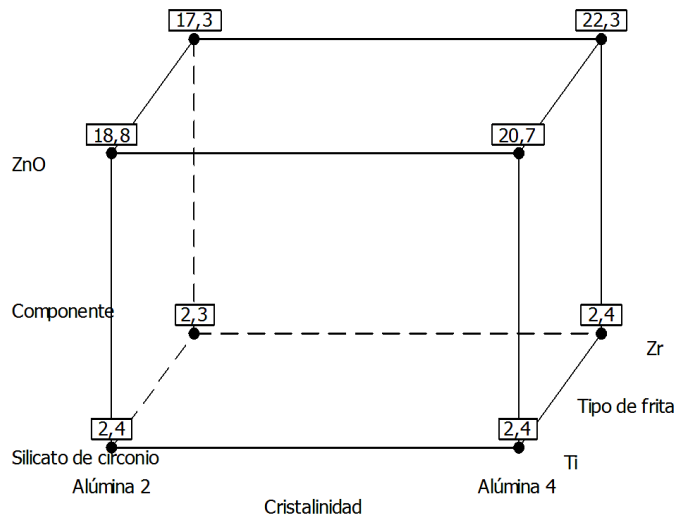 17,3
22,3
18,8
20,7
ZnO
Componente
2,3
2,4
Zr
Tipo de frita
2,4
2,4
Silicato de circonio
Ti
Alúmina 2
Alúmina 4
Cristalinidad